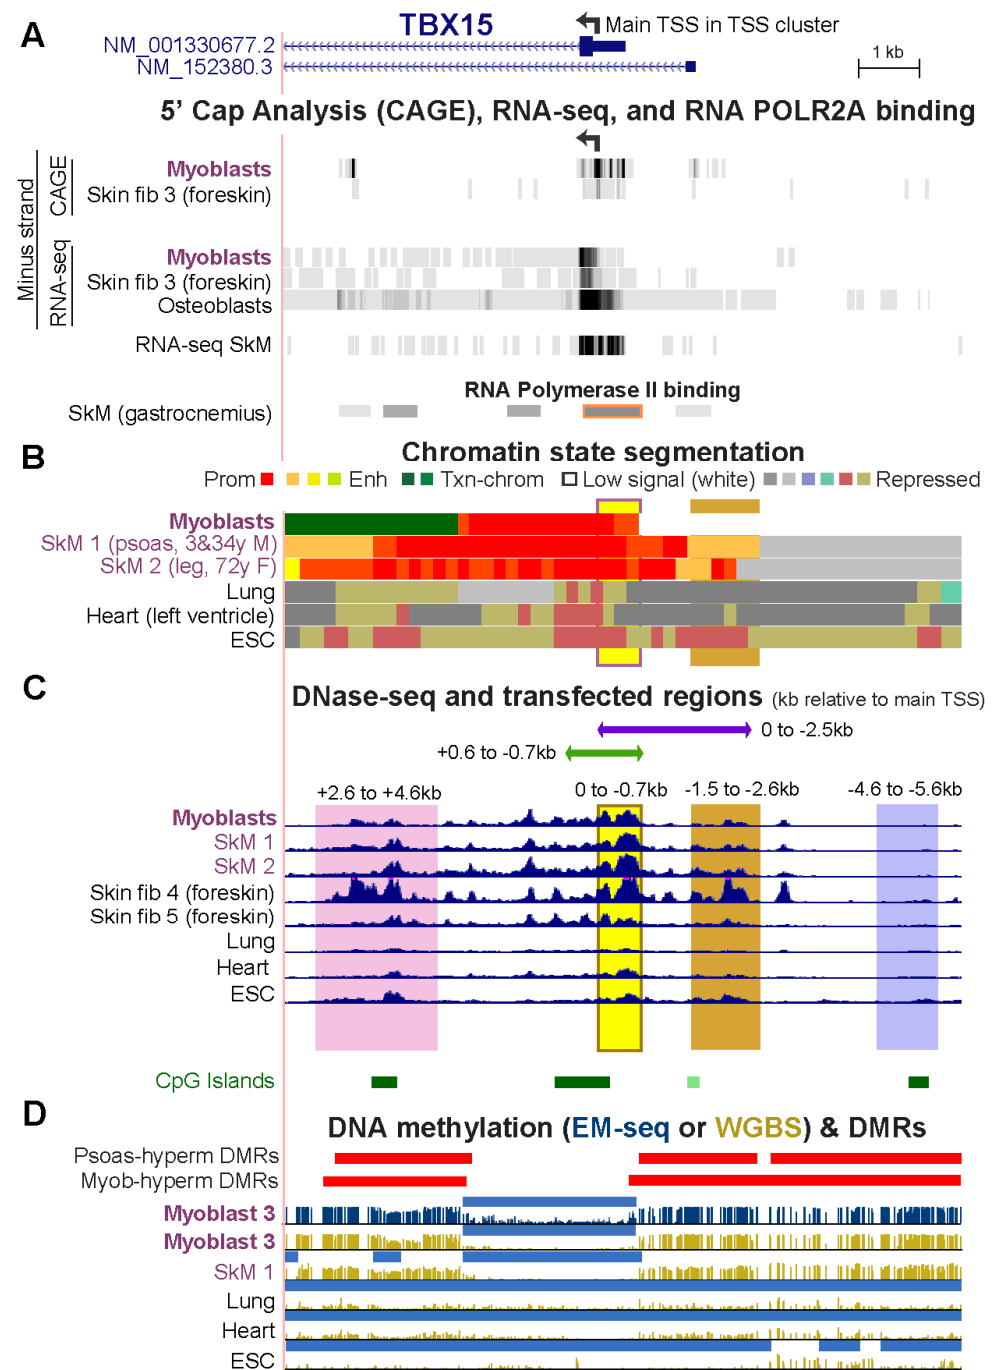 A
TBX15
Main TSS in TSS cluster
NM_001330677.2
NM_152380.3
1 kb
5' Cap Analysis (CAGE), RNA-seq, and RNA POLR2A binding
Minus strand
CAGE
Myoblasts
Skin fib 3 (foreskin)
RNA-seq
Myoblasts
Skin fib 3 (foreskin)
Osteoblasts
RNA-seq SkM
RNA Polymerase II binding
SkM (gastrocnemius)
B
Chromatin state segmentation
Prom Enh Txn-chrom Low signal (white) Repressed
Myoblasts
SkM 1 (psoas, 3&34y M)
SkM 2 (leg, 72y F)
Lung
Heart (left ventricle)
ESC
C
DNase-seq and transfected regions (kb relative to main TSS)
0 to -2.5kb
+0.6 to -0.7kb
+2.6 to +4.6kb 0 to -0.7kb -1.5 to -2.6kb -4.6 to -5.6kb
Myoblasts
SkM 1
SkM 2
Skin fib 4 (foreskin)
Skin fib 5 (foreskin)
Lung
Heart
ESC
CpG Islands
D
DNA methylation (EM-seq or WGBS) & DMRs
Psoas-hyperm DMRs
Myob-hyperm DMRs
Myoblast 3
Myoblast 3
SkM 1
Lung
Heart
ESC